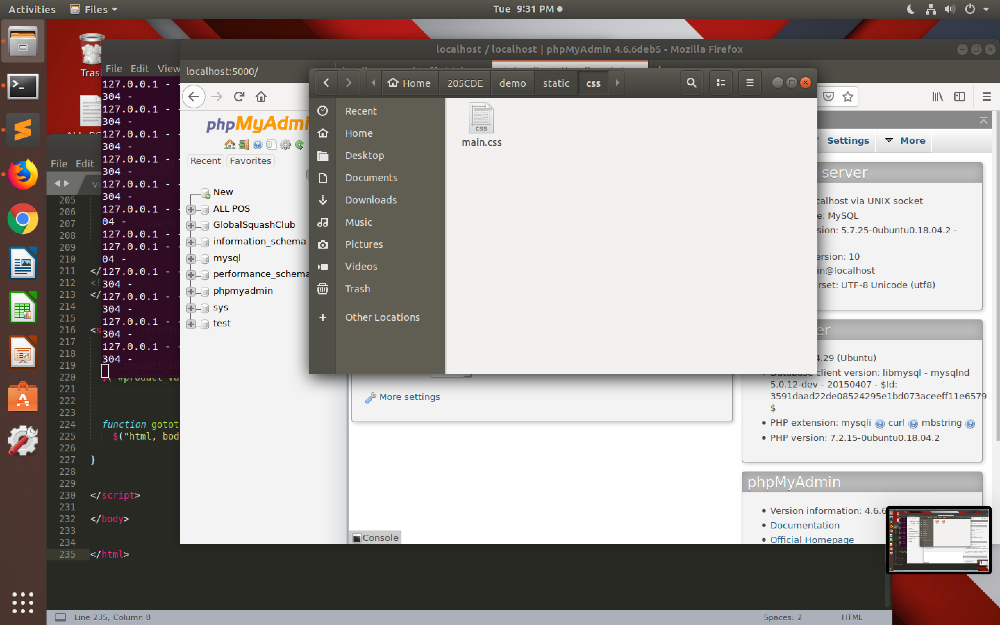 Activities
Files
Tue 9:31 PM
Trash
File Edit View
localhost / localhost | phpMyAdmin 4.6.6deb5 - Mozilla Firefox
localhost:5000/
Home 205CDE demo static css
127.0.0.1 - -
304 -
127.0.0.1 - -
304 -
127.0.0.1 - -
304 -
127.0.0.1 - -
304 -
127.0.0.1 - -
304 -
127.0.0.1 - -
04 -
127.0.0.1 - -
127.0.0.1 - -
04 -
127.0.0.1 - -
304 -
127.0.0.1 - -
304 -
127.0.0.1 - -
304 -
127.0.0.1 - -
304 -
phpMyAdmi
Recent Favorites
New
ALL POS
GlobalSquashClub
information_schema
mysql
performance_schema
phpmyadmin
sys
test
Recent
Home
Desktop
Documents
Downloads
Music
Pictures
Videos
Trash
Other Locations
css
main.css
Settings
More
server
calhost via UNIX socket
e: MySQL
sion: 5.7.25-0ubuntu0.18.04.2 -
ersion: 10
in@localhost
rset: UTF-8 Unicode (utf8)
er
4.29 (Ubuntu)
Database client version: libmysql - mysqlnd
5.0.12-dev - 20150407 - $Id:
3591daad22de08524295e1bd073aceeff11e6579
$
PHP extension: mysqli curl mbstring
PHP version: 7.2.15-0ubuntu0.18.04.2
More settings
phpMyAdmin
Version information: 4.6.6
Documentation
Official Homepage
Console
File Edit
205
206
207 class="fo
208
209
210
211 </
212 <!
213 </
214
215
216 <s type="te
217
218
219 .product_id
220 $("#product_va
221
222
223
224 function gotot
225 $("html, bod
226
227 }
228
229
230 </script>
231
232 </body>
233
234
235 </html>
Line 235, Column 8
Spaces: 2
HTML